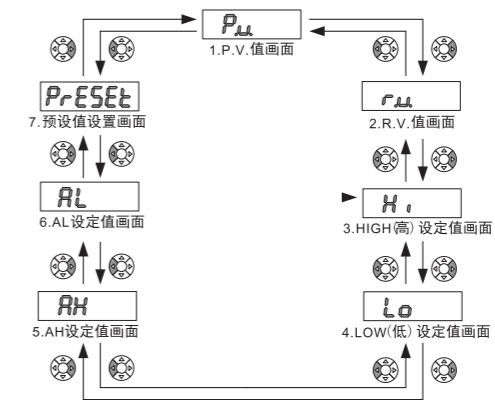 P.v.
1.P.V.值画面
r.v.
2.R.V.值画面
Hi
3.HIGH(高) 设定值画面
Lo
4.LOW(低) 设定值画面
AH
5.AH设定值画面
AL
6.AL设定值画面
PrESEt
7.预设值设置画面